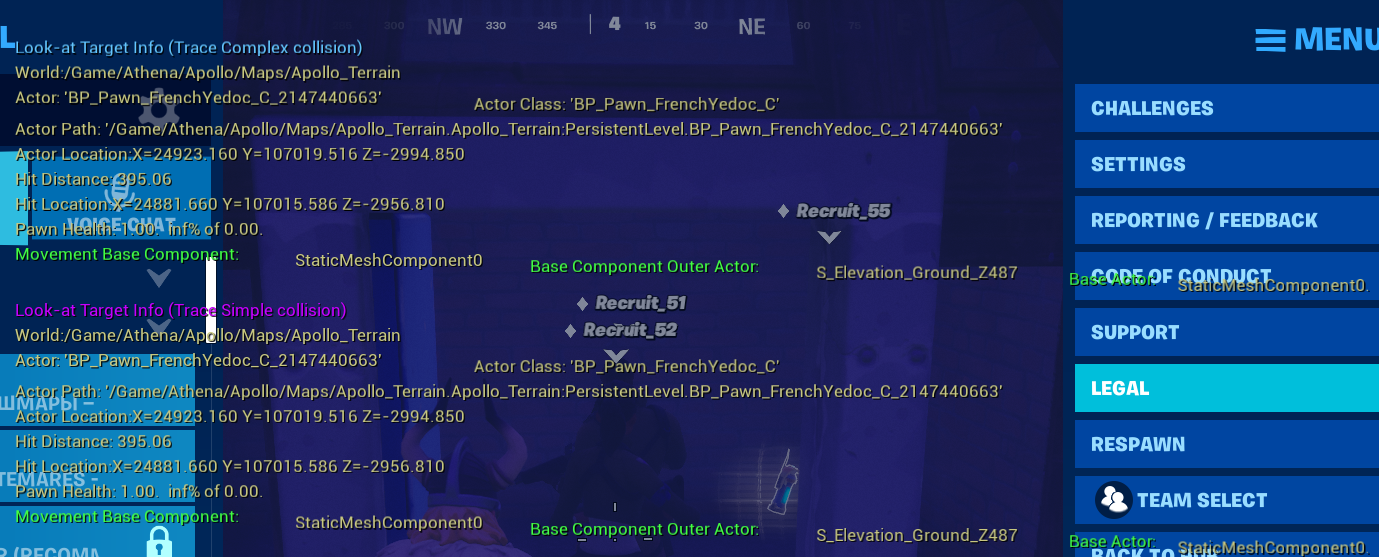 300 NW 330 345 4 15 30 NE 60 75
L
MENU
Look-at Target Info (Trace Complex collision)
World:/Game/Athena/Apollo/Maps/Apollo_Terrain
Actor: 'BP_Pawn_FrenchYedoc_C_2147440663'
Actor Class: 'BP_Pawn_FrenchYedoc_C'
CHALLENGES
Actor Path: '/Game/Athena/Apollo/Maps/Apollo_Terrain.Apollo_Terrain:PersistentLevel.BP_Pawn_FrenchYedoc_C_2147440663'
Actor Location:X=24923.160 Y=107019.516 Z=-2994.850
SETTINGS
Hit Distance: 395.06
Hit Location:X=24881.660 Y=107015.586 Z=-2956.810
Recruit_55
REPORTING / FEEDBACK
VOICE CHAT
Pawn Health: 1.00. inf% of 0.00.
Movement Base Component:
StaticMeshComponent0
Base Component Outer Actor:
S_Elevation_Ground_Z487
CODE OF CONDUCT
Base Actor:
StaticMeshComponent0.
Look-at Target Info (Trace Simple collision)
Recruit_51
Recruit_52
SUPPORT
World:/Game/Athena/Apollo/Maps/Apollo_Terrain
Actor: 'BP_Pawn_FrenchYedoc_C_2147440663'
Actor Class: 'BP_Pawn_FrenchYedoc_C'
LEGAL
Actor Path: '/Game/Athena/Apollo/Maps/Apollo_Terrain.Apollo_Terrain:PersistentLevel.BP_Pawn_FrenchYedoc_C_2147440663'
ШМАРЫ –
Actor Location:X=24923.160 Y=107019.516 Z=-2994.850
Hit Distance: 395.06
RESPAWN
Hit Location:X=24881.660 Y=107015.586 Z=-2956.810
TEMARES -
Pawn Health: 1.00. inf% of 0.00.
TEAM SELECT
Movement Base Component:
StaticMeshComponent0
Base Component Outer Actor:
S_Elevation_Ground_Z487
Base Actor:
StaticMeshComponent0.
BACK TO HUB